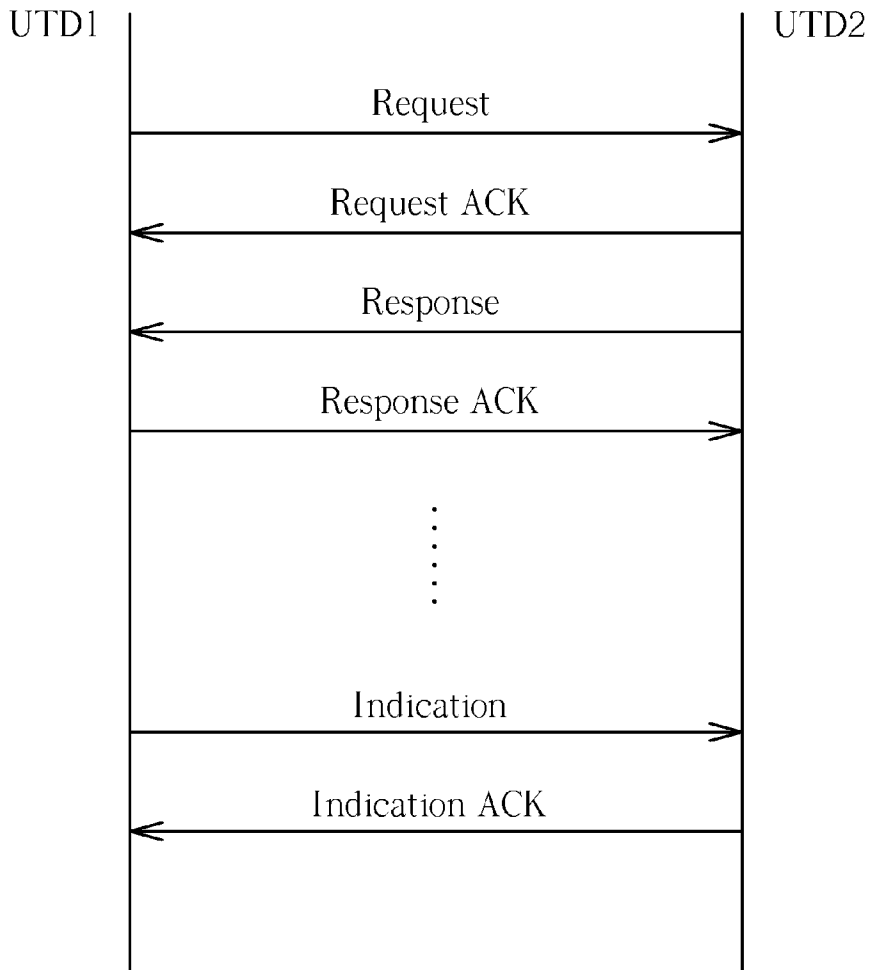 UTD1
UTD2
Request
Request ACK
Response
Response ACK
Indication
Indication ACK